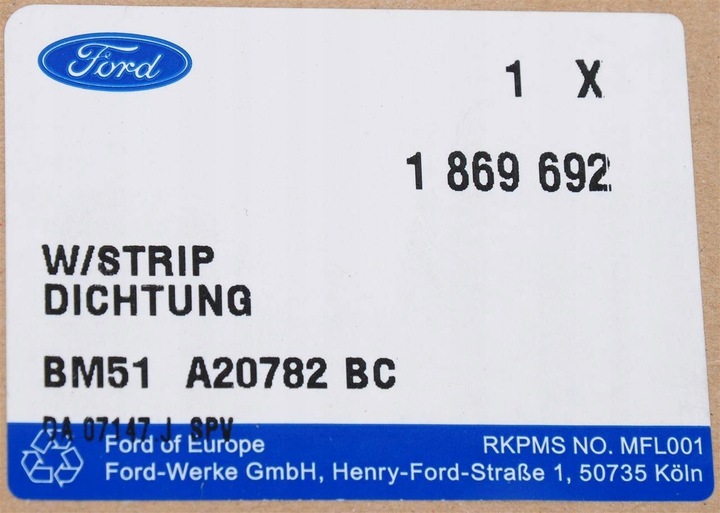 Ford
1 X
1 869 692
W/STRIP
DICHTUNG
BM51 A20782 BC
DA 07147 J SPV
Ford of Europe
RKPMS NO. MFL001
Ford-Werke GmbH, Henry-Ford-Straße 1, 50735 Köln